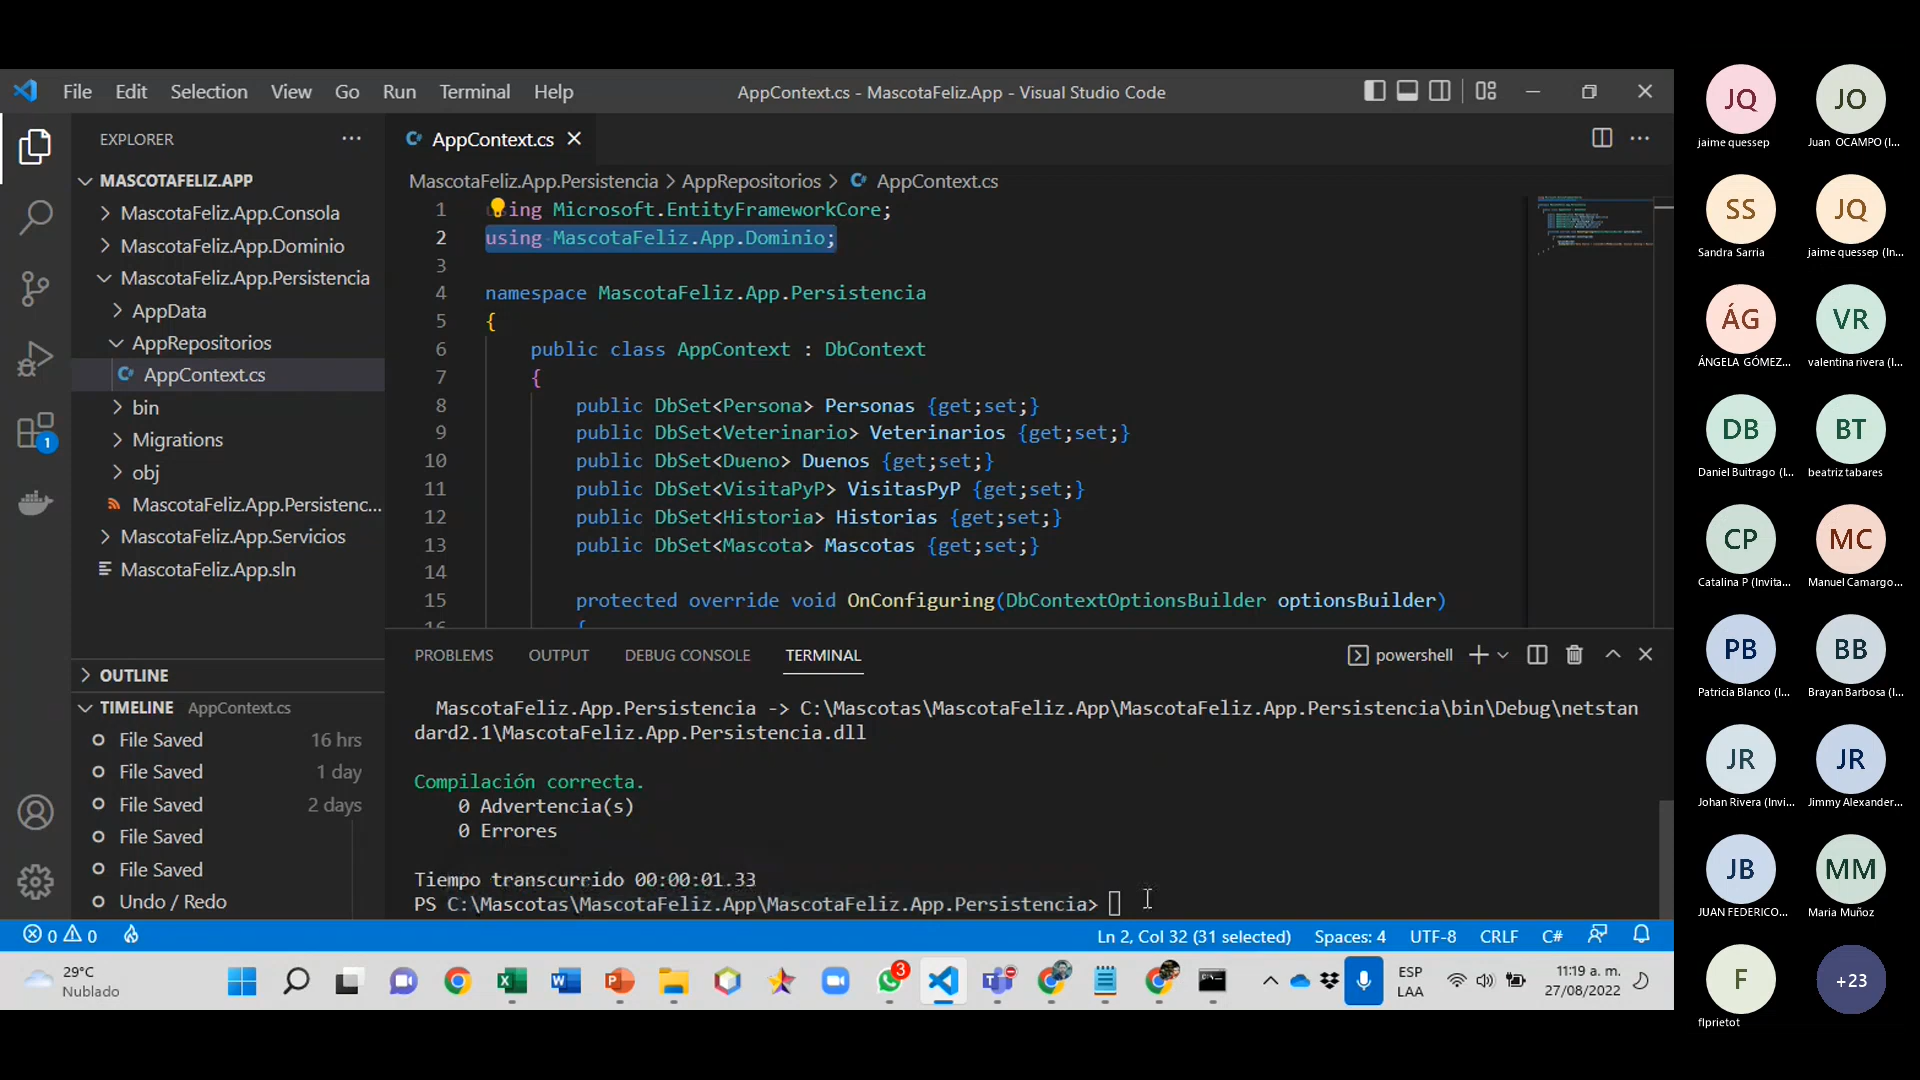 File Edit Selection View Go Run Terminal Help
AppContext.cs - MascotaFeliz.App - Visual Studio Code
EXPLORER
MASCOTAFELIZ.APP
MascotaFeliz.App.Consola
MascotaFeliz.App.Dominio
MascotaFeliz.App.Persistencia
AppData
AppRepositorios
AppContext.cs
bin
Migrations
obj
MascotaFeliz.App.Persistenc...
MascotaFeliz.App.Servicios
MascotaFeliz.App.sln
OUTLINE
TIMELINE AppContext.cs
File Saved 16 hrs
File Saved 1 day
File Saved 2 days
File Saved
File Saved
Undo / Redo
1
AppContext.cs
MascotaFeliz.App.Persistencia > AppRepositorios > AppContext.cs
1 ing Microsoft.EntityFrameworkCore;
2 using MascotaFeliz.App.Dominio;
3
4 namespace MascotaFeliz.App.Persistencia
5 {
6 public class AppContext : DbContext
7 {
8 public DbSet<Persona> Personas {get;set;}
9 public DbSet<Veterinario> Veterinarios {get;set;}
10 public DbSet<Dueno> Duenos {get;set;}
11 public DbSet<VisitaPyP> VisitasPyP {get;set;}
12 public DbSet<Historia> Historias {get;set;}
13 public DbSet<Mascota> Mascotas {get;set;}
14
15 protected override void OnConfiguring(DbContextOptionsBuilder optionsBuilder)
16 {
PROBLEMS OUTPUT DEBUG CONSOLE TERMINAL
powershell
MascotaFeliz.App.Persistencia -> C:\Mascotas\MascotaFeliz.App\MascotaFeliz.App.Persistencia\bin\Debug\netstan
dard2.1\MascotaFeliz.App.Persistencia.dll
Compilación correcta.
0 Advertencia(s)
0 Errores
Tiempo transcurrido 00:00:01.33
PS C:\Mascotas\MascotaFeliz.App\MascotaFeliz.App.Persistencia>
0 0
Ln 2, Col 32 (31 selected) Spaces: 4 UTF-8 CRLF C#
29°C
Nublado
3
ESP
LAA
11:19 a. m.
27/08/2022
JQ JO
jaime quessep Juan OCAMPO (I...
SS JQ
Sandra Sarria jaime quessep (In...
ÁG VR
ÁNGELA GÓMEZ... valentina rivera (I...
DB BT
Daniel Buitrago (I... beatriz tabares
CP MC
Catalina P (Invita... Manuel Camargo...
PB BB
Patricia Blanco (I... Brayan Barbosa (I...
JR JR
Johan Rivera (Invi... Jimmy Alexander...
JB MM
JUAN FEDERICO... Maria Muñoz
F +23
flprietot